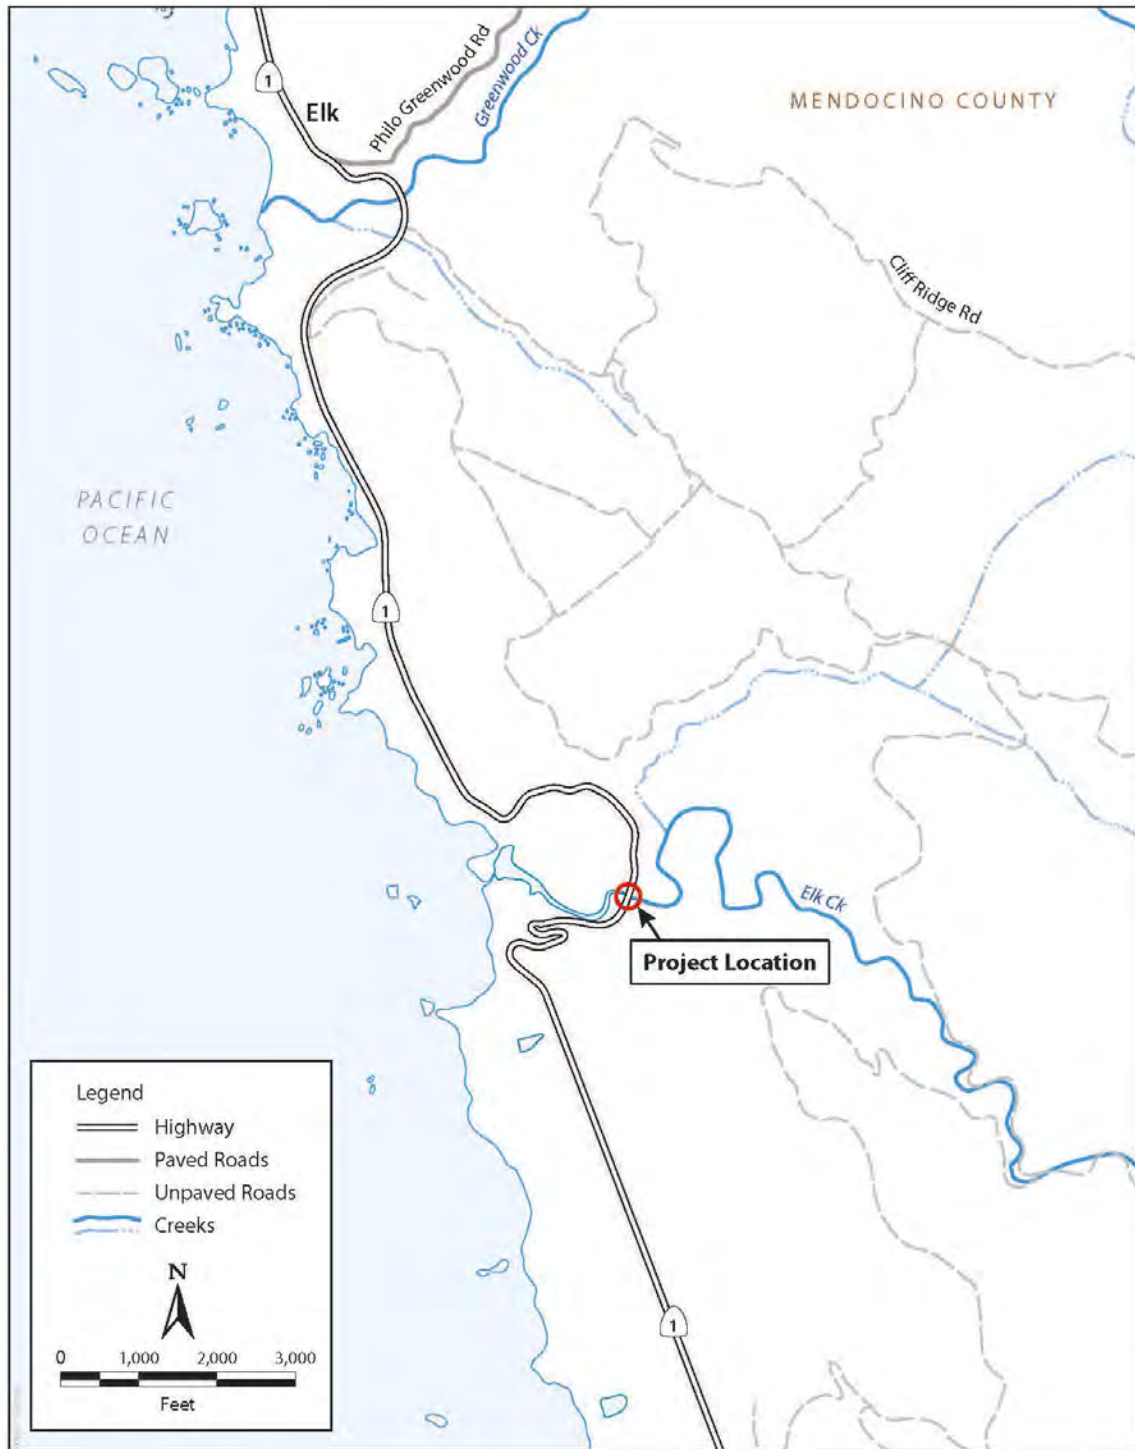 1
Elk
Philo Greenwood Rd
Greenwood Ck
MENDOCINO COUNTY
Cliff Ridge Rd
PACIFIC
OCEAN
1
Elk Ck
Project Location
Legend
Highway
Paved Roads
Unpaved Roads
Creeks
N
0 1,000 2,000 3,000
Feet
1